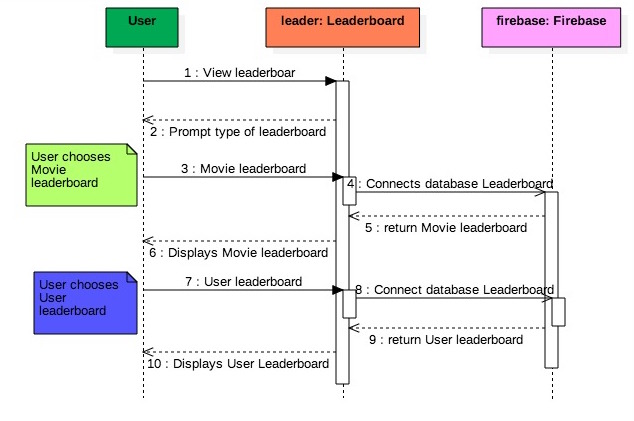 User
leader: Leaderboard
firebase: Firebase
1 : View leaderboar
2 : Prompt type of leaderboard
User chooses
Movie
leaderboard
3 : Movie leaderboard
4 : Connects database Leaderboard
5 : return Movie leaderboard
6 : Displays Movie leaderboard
User chooses
User
leaderboard
7 : User leaderboard
8 : Connect database Leaderboard
9 : return User leaderboard
10 : Displays User Leaderboard